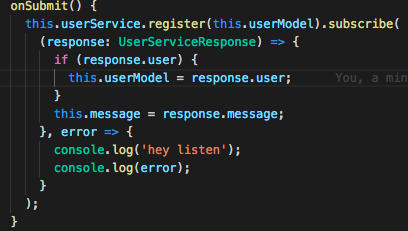 onSubmit() {
this.userService.register(this.userModel).subscribe(
(response: UserServiceResponse) => {
if (response.user) {
this.userModel = response.user; You, a min
}
this.message = response.message;
}, error => {
console.log('hey listen');
console.log(error);
}
);
}